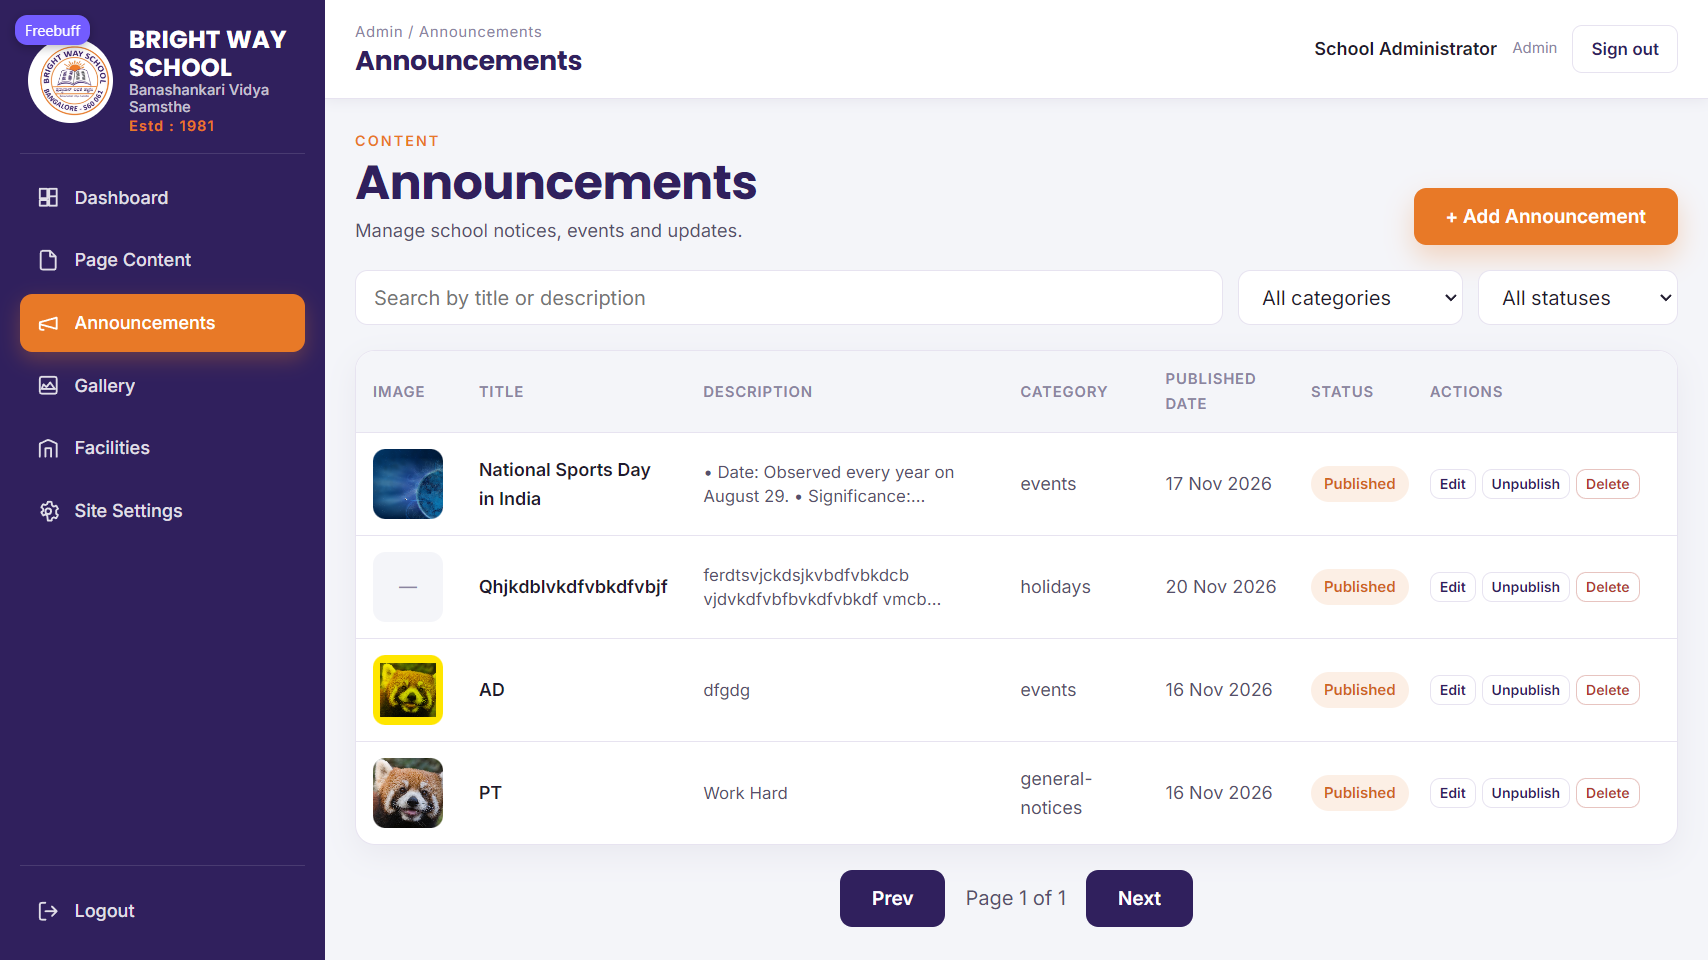 Freebuff
BRIGHT WAY SCHOOL
BANGALORE - 560 061
BRIGHT WAY
SCHOOL
Banashankari Vidya
Samsthe
Estd : 1981
Dashboard
Page Content
Announcements
Gallery
Facilities
Site Settings
Logout
Admin / Announcements
Announcements
School Administrator Admin Sign out
CONTENT
Announcements
Manage school notices, events and updates.
+ Add Announcement
Search by title or description All categories All statuses
IMAGE TITLE DESCRIPTION CATEGORY PUBLISHED DATE STATUS ACTIONS
National Sports Day
in India
• Date: Observed every year on
August 29. • Significance:...
events 17 Nov 2026 Published Edit Unpublish Delete
—
Qhjkdblvkdfvbkdfvbjf
ferdtsvjckdsjkvbdfvbkdcb
vjdvkdfvbfbvkdfvbkdf vmcb...
holidays 20 Nov 2026 Published Edit Unpublish Delete
AD dfgdg events 16 Nov 2026 Published Edit Unpublish Delete
PT Work Hard
general-
notices
16 Nov 2026 Published Edit Unpublish Delete
Prev Page 1 of 1 Next